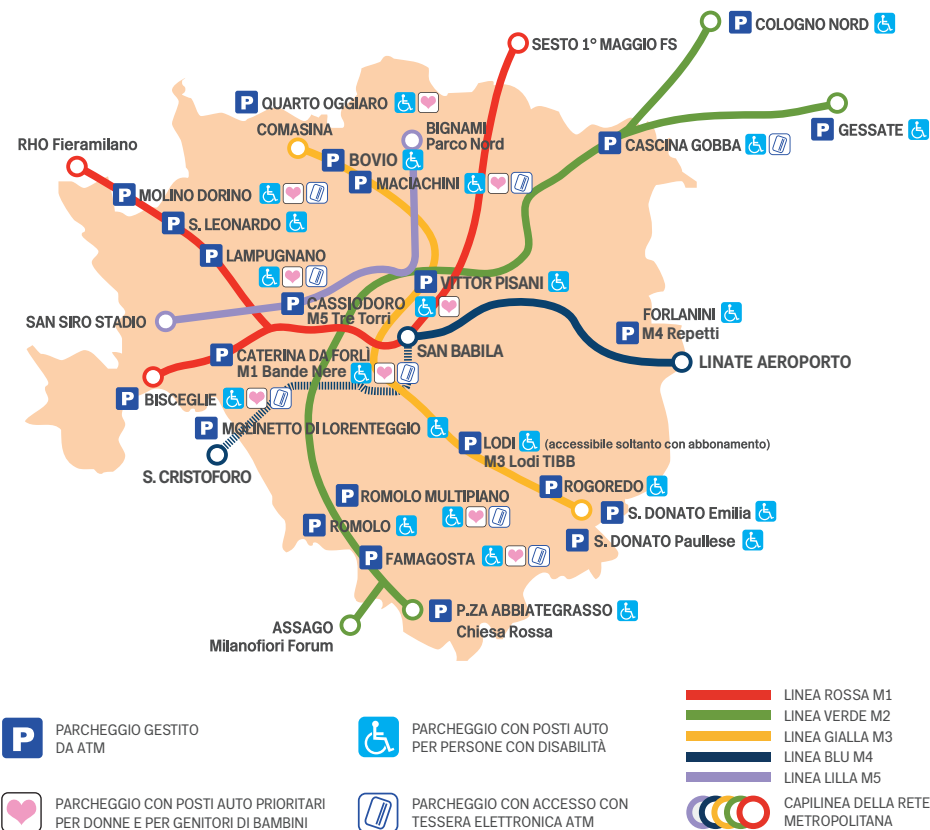 P COLOGNO NORD
SESTO 1° MAGGIO FS
P QUARTO OGGIARO
COMASINA
BIGNAMI
Parco Nord
P GESSATE
P CASCINA GOBBA
RHO Fieramilano
P BOVIO
P MACIACHINI
P MOLINO DORINO
P S. LEONARDO
P LAMPUGNANO
P VITTOR PISANI
P CASSIODORO
M5 Tre Torri
SAN SIRO STADIO
P FORLANINI
M4 Repetti
SAN BABILA
P CATERINA DA FORLÌ
M1 Bande Nere
LINATE AEROPORTO
P BISCEGLIE
P MOLINETTO DI LORENTEGGIO
P LODI (accessibile soltanto con abbonamento)
M3 Lodi TIBB
S. CRISTOFORO
P ROGOREDO
P ROMOLO MULTIPIANO
P S. DONATO Emilia
P ROMOLO
P S. DONATO Paullese
P FAMAGOSTA
P P.ZA ABBIATEGRASSO
Chiesa Rossa
ASSAGO
Milanofiori Forum
P PARCHEGGIO GESTITO
DA ATM
PARCHEGGIO CON POSTI AUTO
PER PERSONE CON DISABILITÀ
PARCHEGGIO CON POSTI AUTO PRIORITARI
PER DONNE E PER GENITORI DI BAMBINI
PARCHEGGIO CON ACCESSO CON
TESSERA ELETTRONICA ATM
LINEA ROSSA M1
LINEA VERDE M2
LINEA GIALLA M3
LINEA BLU M4
LINEA LILLA M5
CAPILINEA DELLA RETE
METROPOLITANA